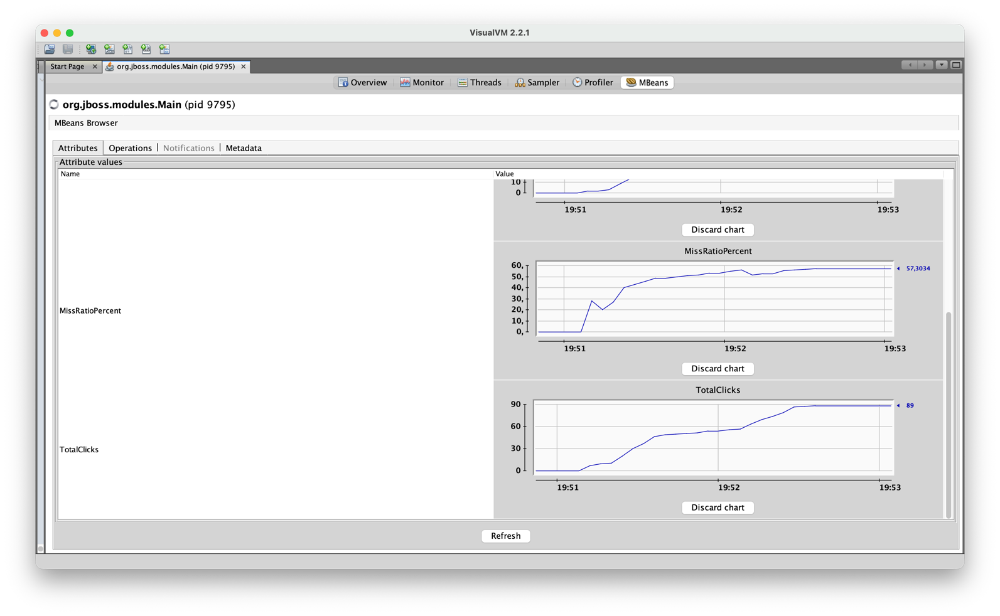 VisualVM 2.2.1
Start Page
org.jboss.modules.Main (pid 9795)
Overview
Monitor
Threads
Sampler
Profiler
MBeans
org.jboss.modules.Main (pid 9795)
MBeans Browser
Attributes
Operations
Notifications
Metadata
Attribute values
Name
Value
10
0
19:51
19:52
19:53
Discard chart
MissRatioPercent
MissRatioPercent
60,
50,
40,
30,
20,
10,
0,
57,3034
19:51
19:52
19:53
Discard chart
TotalClicks
TotalClicks
90
60
30
0
89
19:51
19:52
19:53
Discard chart
Refresh